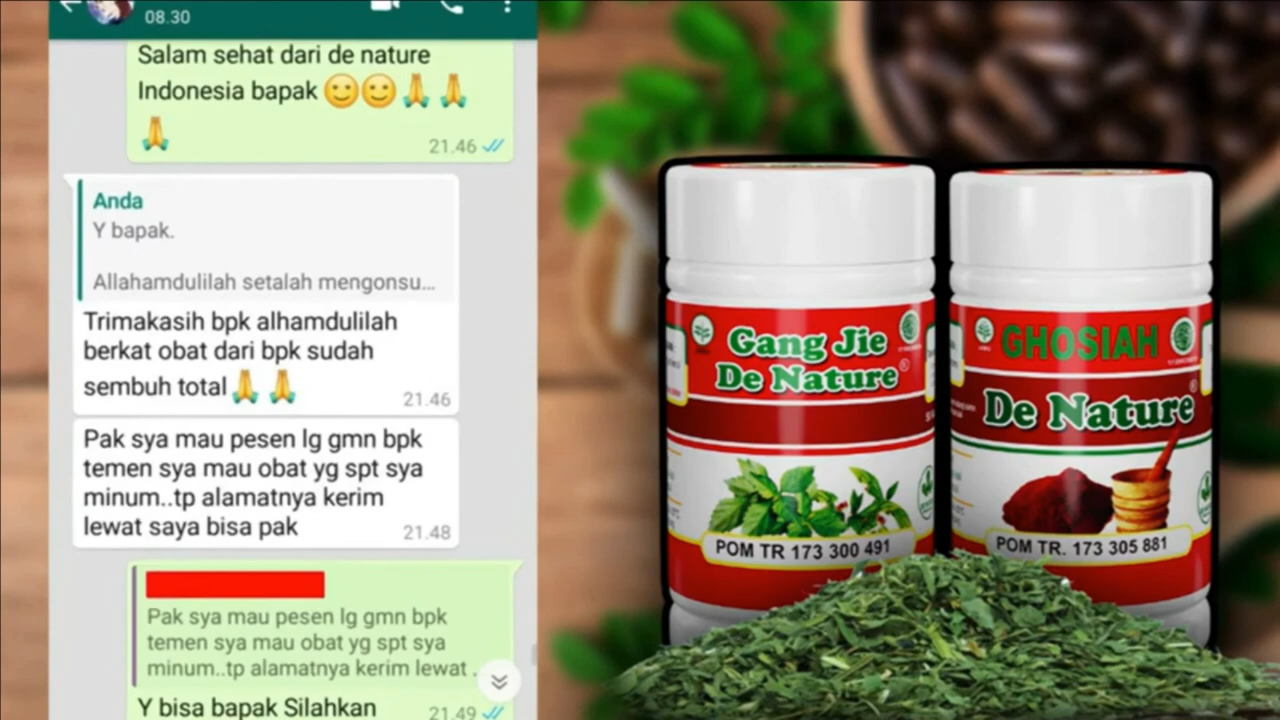 08.30
Salam sehat dari de nature
Indonesia bapak 🙂🙂🙏🙏
🙏
21.46
Anda
Y bapak.
Allahamdulilah setalah mengonsu...
Trimakasih bpk alhamdulilah
berkat obat dari bpk sudah
sembuh total🙏🙏
21.46
Pak sya mau pesen lg gmn bpk
temen sya mau obat yg spt sya
minum..tp alamatnya kerim
lewat saya bisa pak
21.48
Pak sya mau pesen lg gmn bpk
temen sya mau obat yg spt sya
minum..tp alamatnya kerim lewat .
Y bisa bapak Silahkan
21.49
Gang Jie
De Nature®
POM TR 173 300 491
GHOSIAH
De Nature®
POM TR. 173 305 881